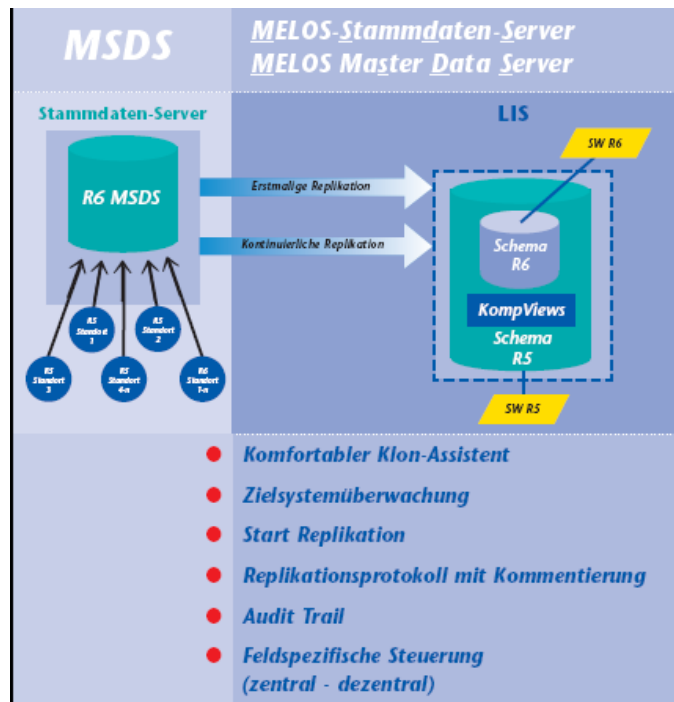 MSDS
MELOS-Stammdaten-Server
MELOS Master Data Server
Stammdaten-Server
LIS
SW R6
R6 MSDS
Erstmalige Replikation
Kontinuierliche Replikation
Schema
R6
KompViews
Schema
R5
SW R5
R5
Standort
1
R5
Standort
2
R5
Standort
3
R5
Standort
4-n
R6
Standort
1-n
Komfortabler Klon-Assistent
Zielsystemüberwachung
Start Replikation
Replikationsprotokoll mit Kommentierung
Audit Trail
Feldspezifische Steuerung
(zentral - dezentral)